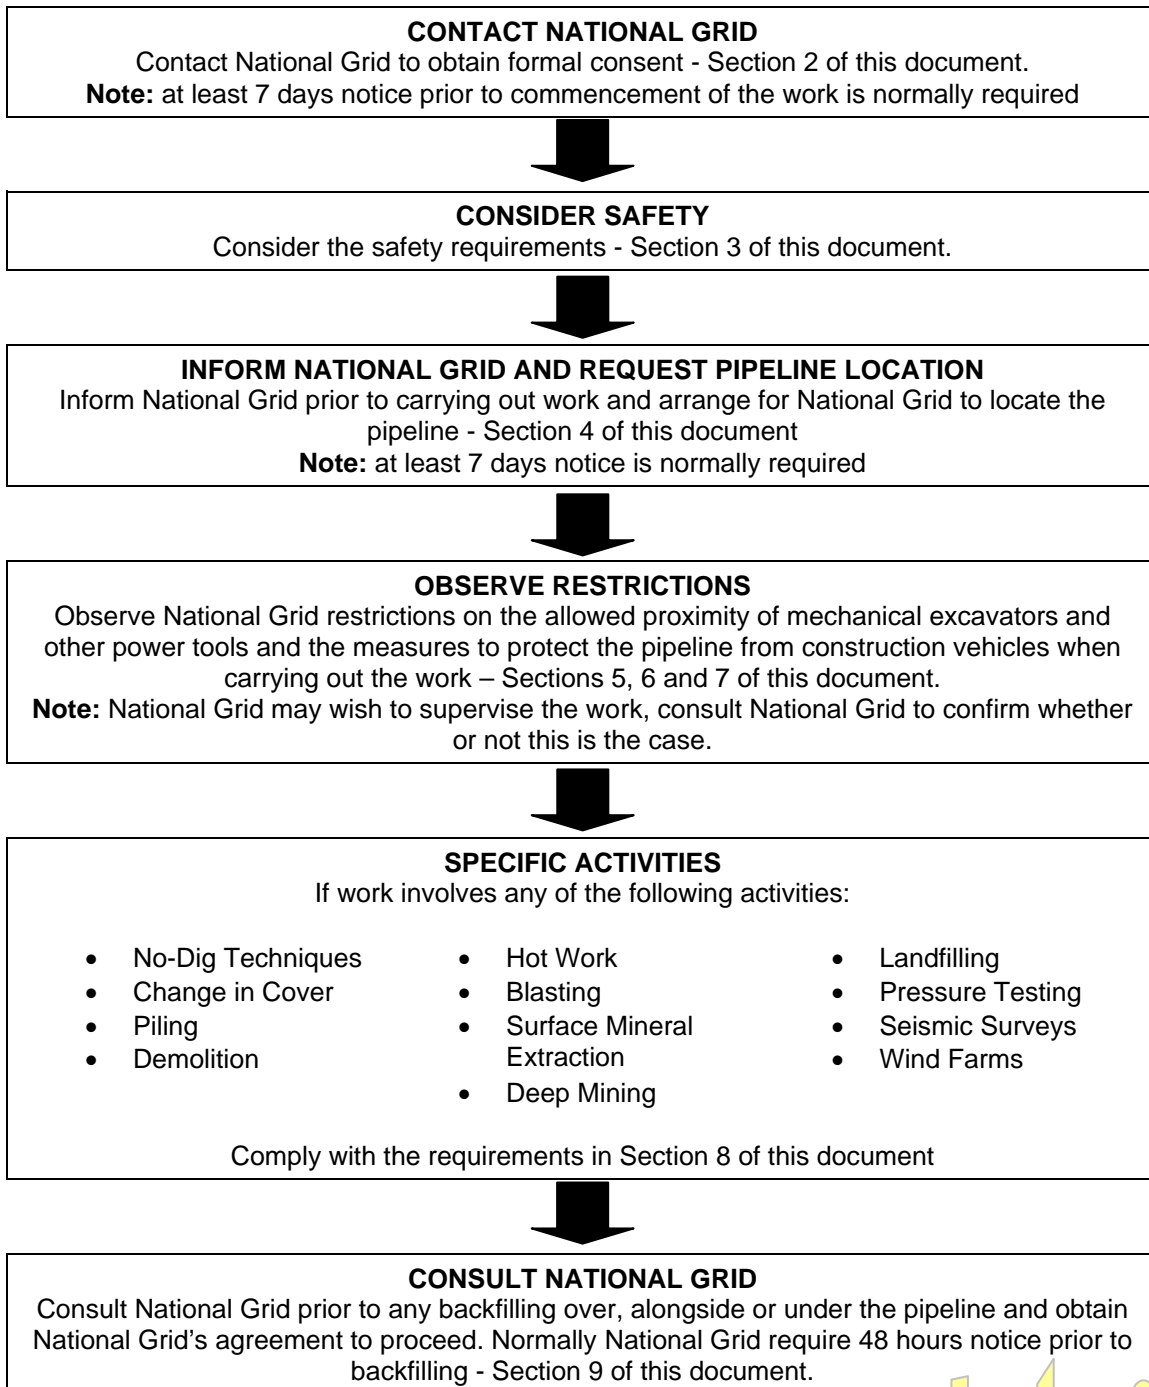 CONTACT NATIONAL GRID
Contact National Grid to obtain formal consent - Section 2 of this document.
Note: at least 7 days notice prior to commencement of the work is normally required
CONSIDER SAFETY
Consider the safety requirements - Section 3 of this document.
INFORM NATIONAL GRID AND REQUEST PIPELINE LOCATION
Inform National Grid prior to carrying out work and arrange for National Grid to locate the
pipeline - Section 4 of this document
Note: at least 7 days notice is normally required
OBSERVE RESTRICTIONS
Observe National Grid restrictions on the allowed proximity of mechanical excavators and
other power tools and the measures to protect the pipeline from construction vehicles when
carrying out the work – Sections 5, 6 and 7 of this document.
Note: National Grid may wish to supervise the work, consult National Grid to confirm whether
or not this is the case.
SPECIFIC ACTIVITIES
If work involves any of the following activities:
• No-Dig Techniques
• Change in Cover
• Piling
• Demolition
• Hot Work
• Blasting
• Surface Mineral
Extraction
• Deep Mining
• Landfilling
• Pressure Testing
• Seismic Surveys
• Wind Farms
Comply with the requirements in Section 8 of this document
CONSULT NATIONAL GRID
Consult National Grid prior to any backfilling over, alongside or under the pipeline and obtain
National Grid's agreement to proceed. Normally National Grid require 48 hours notice prior to
backfilling - Section 9 of this document.